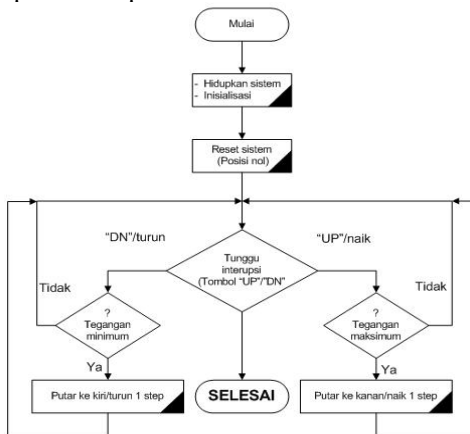 Mulai
- Hidupkan sistem
- Inisialisasi
Reset sistem
(Posisi nol)
"DN"/turun
"UP"/naik
Tunggu
interupsi
(Tombol "UP"/"DN"
Tidak
Tidak
?
Tegangan
minimum
?
Tegangan
maksimum
Ya
Ya
Putar ke kiri/turun 1 step
SELESAI
Putar ke kanan/naik 1 step